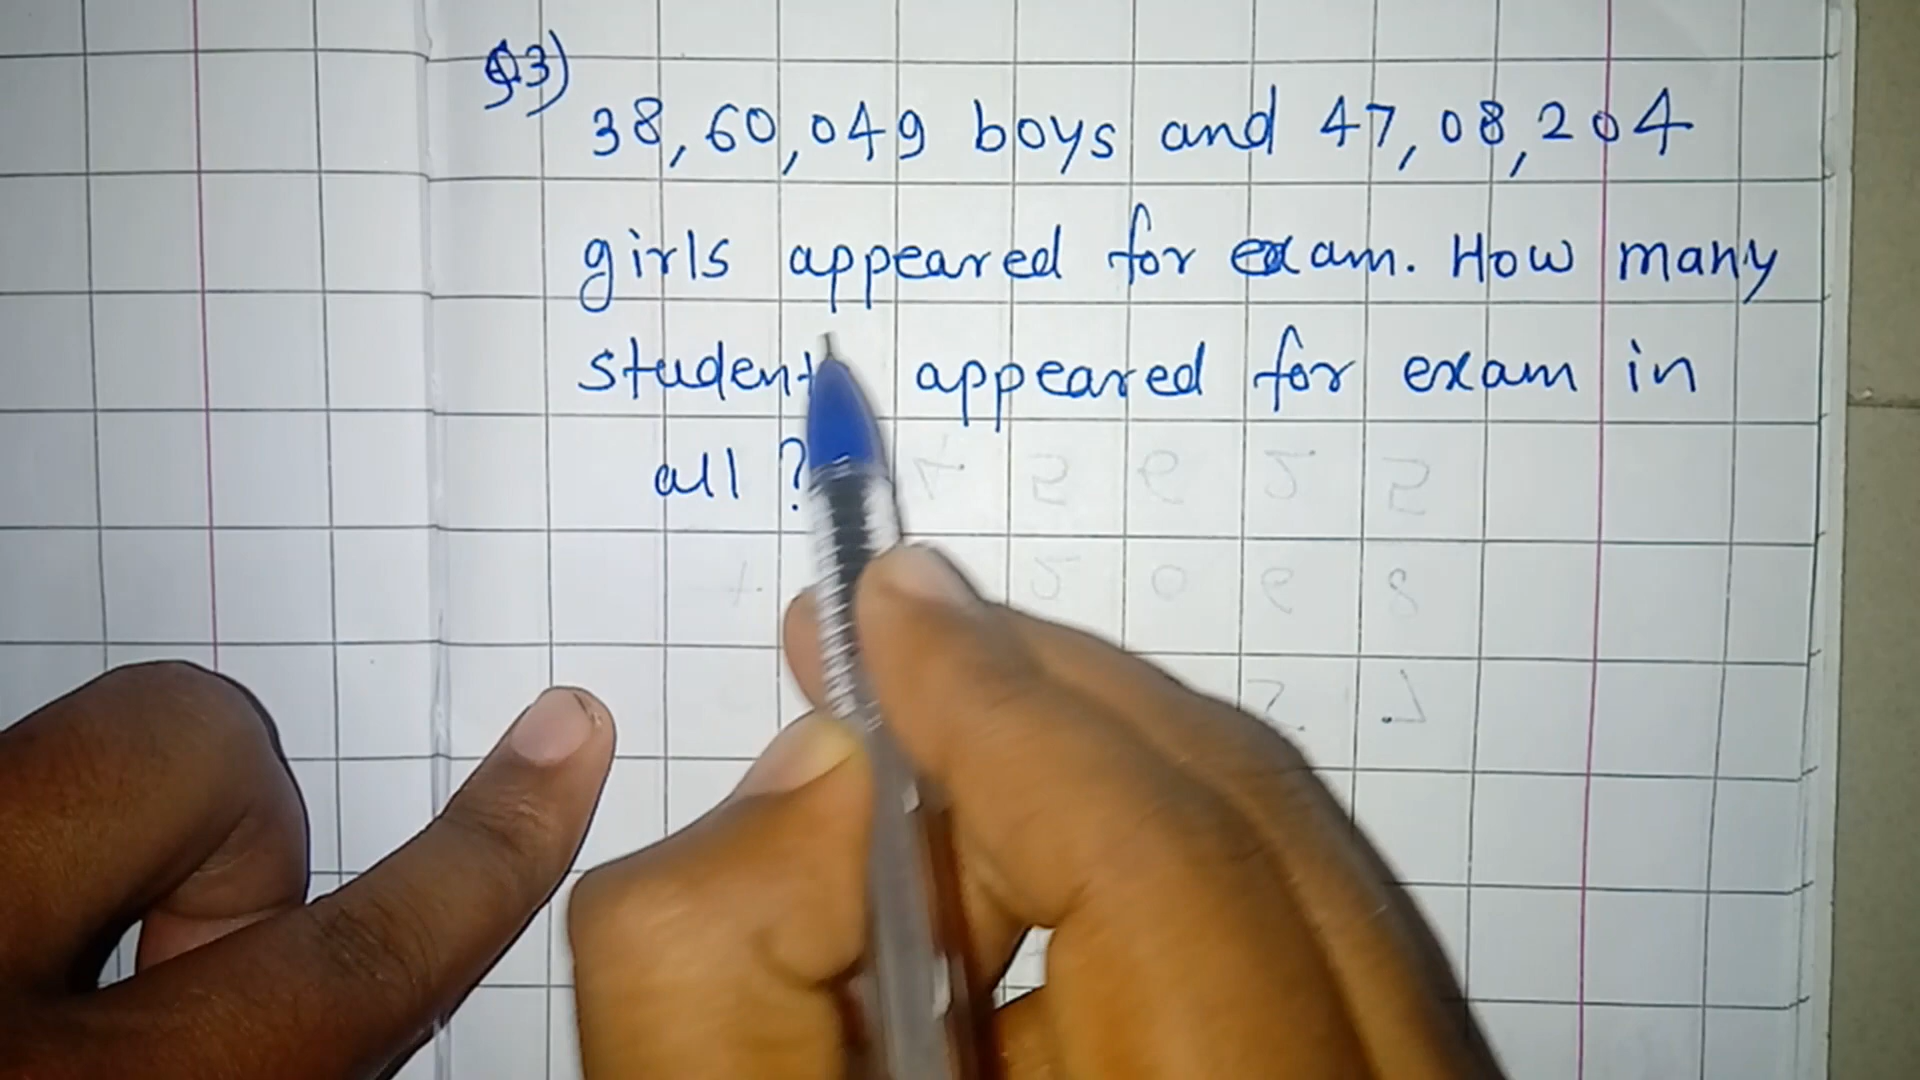 Q3)
38,60,049 boys and 47,08,204
girls appeared for exam. How many
students appeared for exam in
all ?